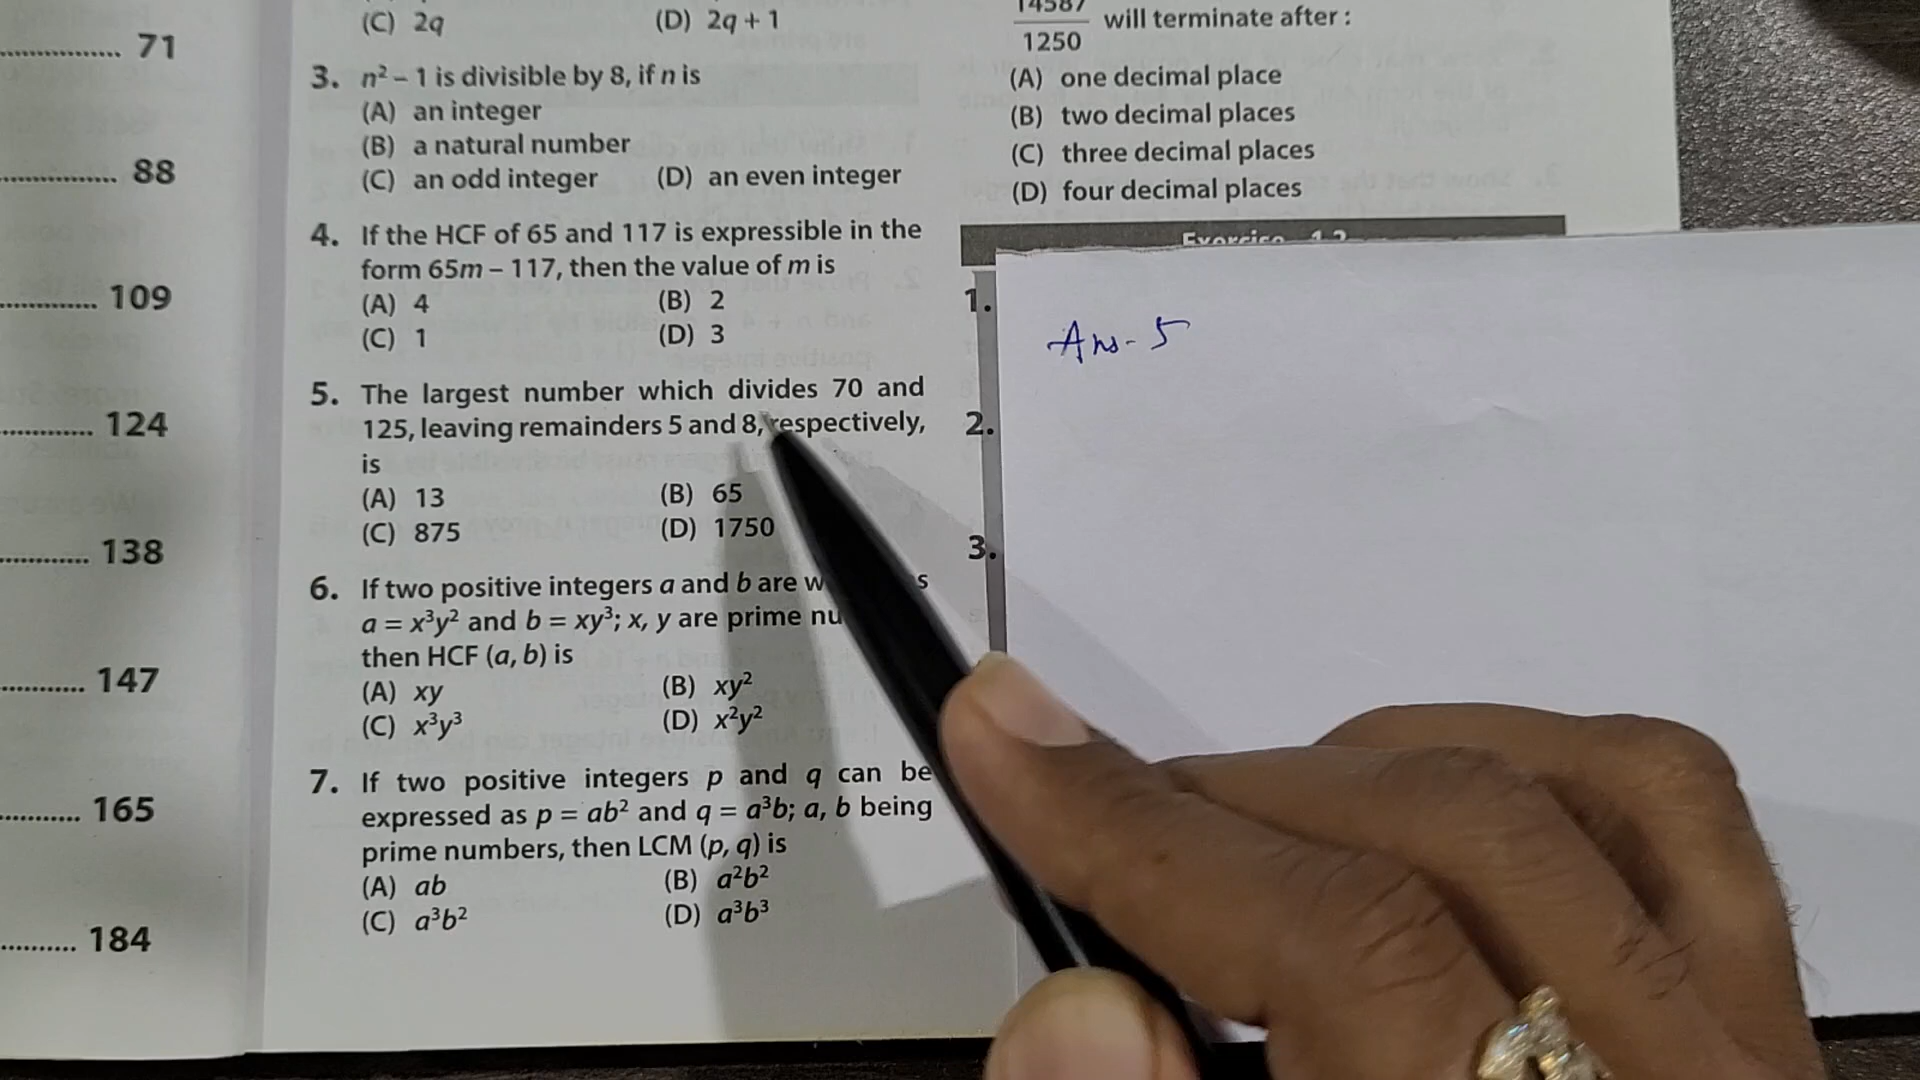 ............... 71
............... 88
............... 109
............... 124
............... 138
............... 147
............... 165
............... 184
(C) 2q (D) 2q + 1
3. n² – 1 is divisible by 8, if n is
(A) an integer
(B) a natural number
(C) an odd integer (D) an even integer
4. If the HCF of 65 and 117 is expressible in the
form 65m – 117, then the value of m is
(A) 4 (B) 2
(C) 1 (D) 3
5. The largest number which divides 70 and
125, leaving remainders 5 and 8, respectively,
is
(A) 13 (B) 65
(C) 875 (D) 1750
6. If two positive integers a and b are w
a = x³y² and b = xy³; x, y are prime nu
then HCF (a, b) is
(A) xy (B) xy²
(C) x³y³ (D) x²y²
7. If two positive integers p and q can be
expressed as p = ab² and q = a³b; a, b being
prime numbers, then LCM (p, q) is
(A) ab (B) a²b²
(C) a³b² (D) a³b³
14587
1250 will terminate after :
(A) one decimal place
(B) two decimal places
(C) three decimal places
(D) four decimal places
1.
2.
3.
Ans - 5